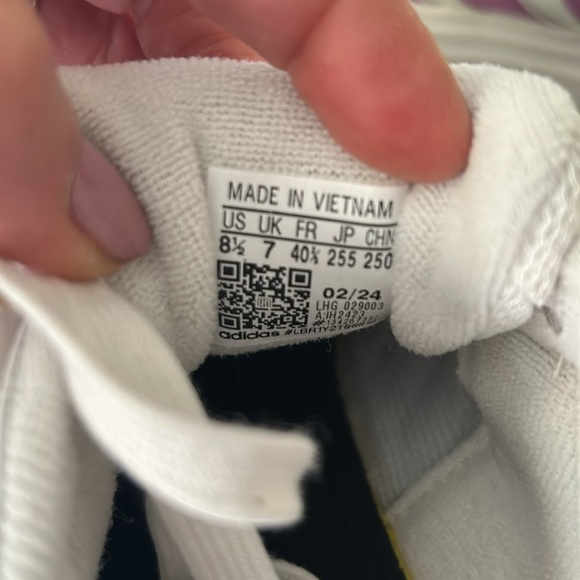 MADE IN VIETNAM
US UK FR JP CHN
8½ 7 40⅔ 255 250
02/24
LHG 029003
A:IH2423
adidas